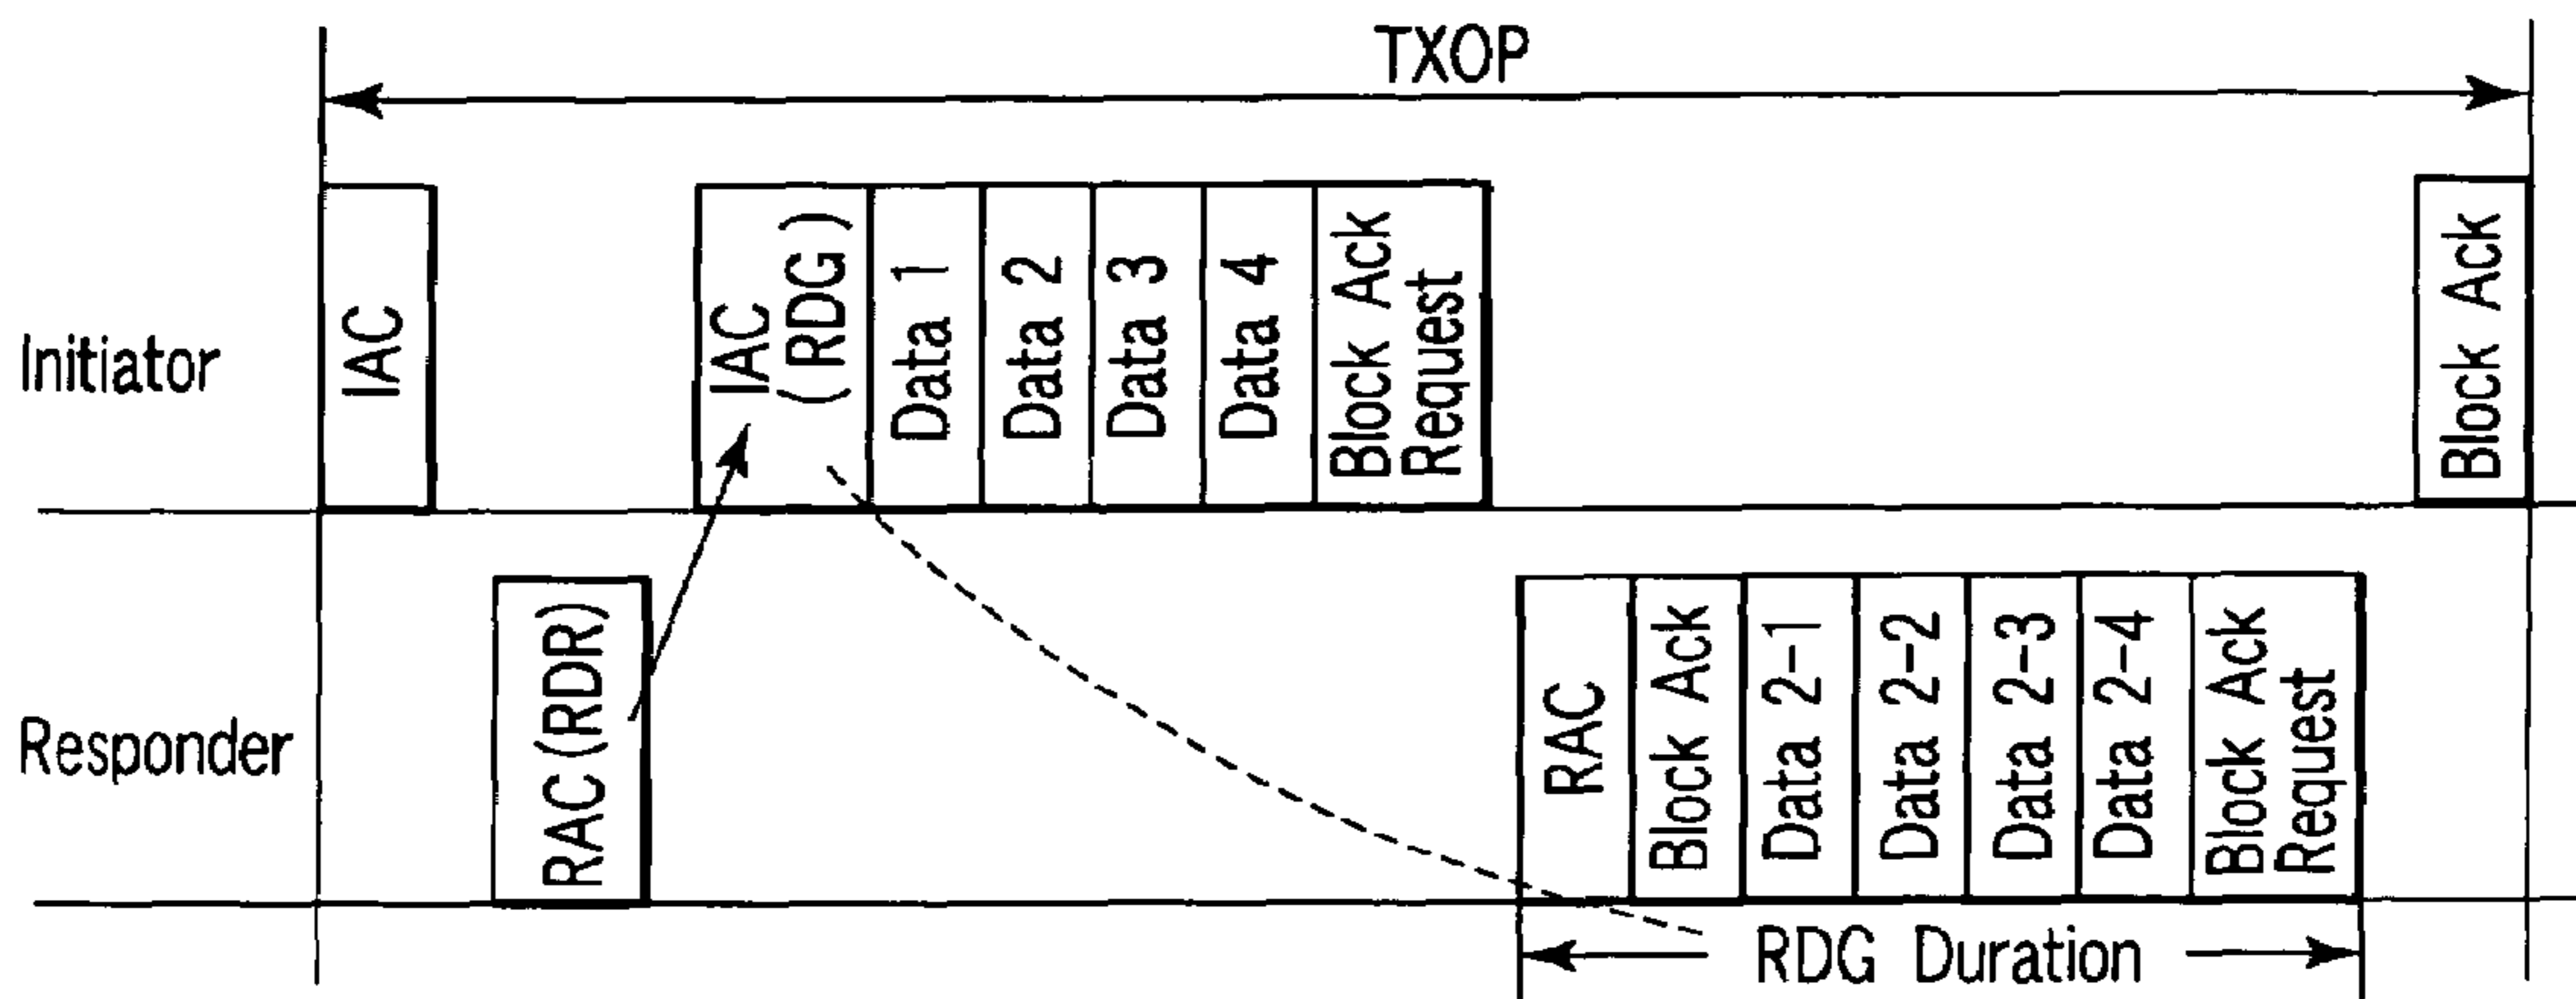 TXOP
Initiator
IAC
IAC
(RDG)
Data 1
Data 2
Data 3
Data 4
Block Ack
Request
Block Ack
Responder
RAC(RDR)
RAC
Block Ack
Data 2-1
Data 2-2
Data 2-3
Data 2-4
Block Ack
Request
RDG Duration